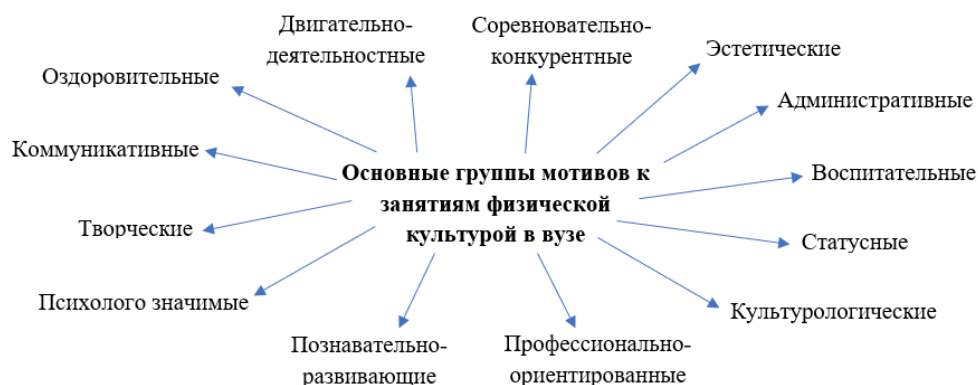 Двигательно-
деятельностные
Соревновательно-
конкурентные
Эстетические
Оздоровительные
Административные
Коммуникативные
Основные группы мотивов к
занятиям физической
культурой в вузе
Воспитательные
Творческие
Статусные
Психолого значимые
Культурологические
Познавательно-
развивающие
Профессионально-
ориентированные